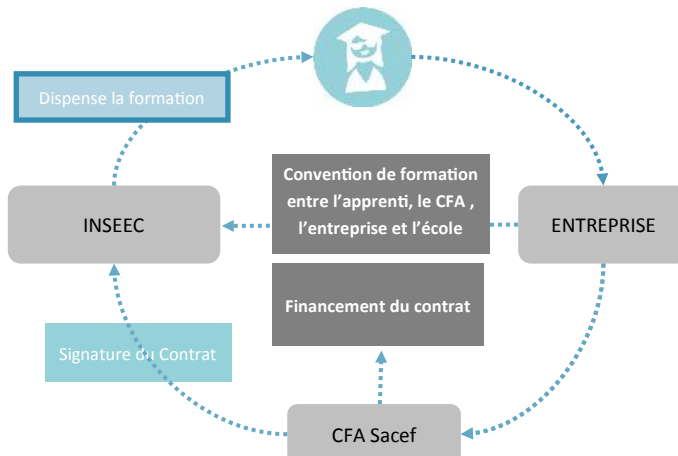 Dispense la formation
Convention de formation
entre l’apprenti, le CFA ,
l’entreprise et l’école
INSEEC
ENTREPRISE
Financement du contrat
Signature du Contrat
CFA Sacef